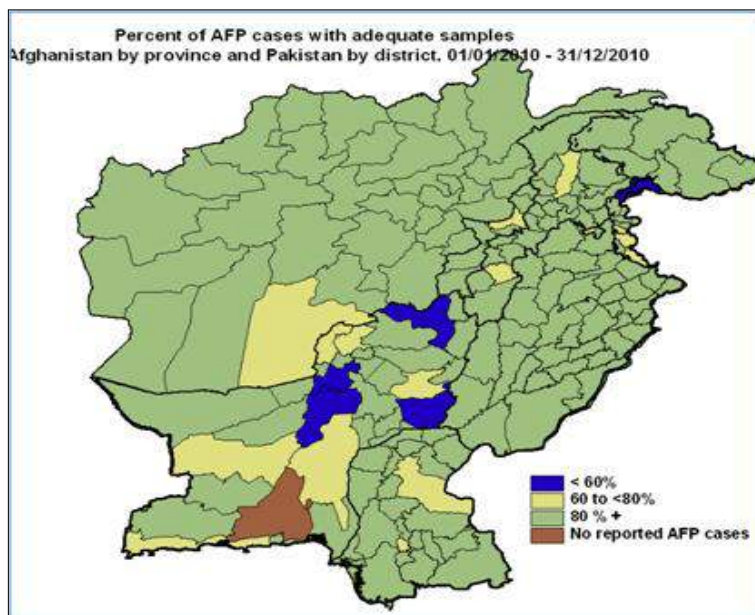 Percent of AFP cases with adequate samples
Afghanistan by province and Pakistan by district, 01/01/2010 - 31/12/2010
< 60%
60 to <80%
80 % +
No reported AFP cases